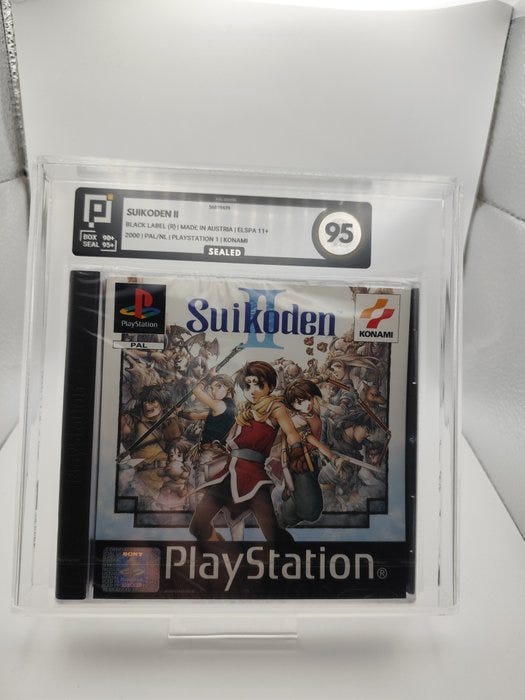 SUIKODEN II
BLACK LABEL (R) | MADE IN AUSTRIA | ELSPA 11+
2000 | PAL/NL | PLAYSTATION 1 | KONAMI
BOX 90+
SEAL 95+
95
SEALED
PlayStation
PAL
Suikoden
II
KONAMI
SONY
PlayStation®